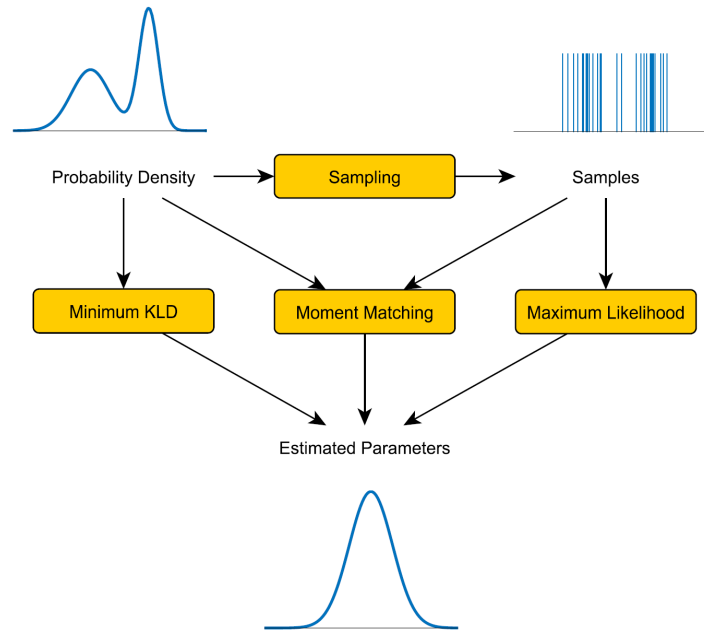 Probability Density
Sampling
Samples
Minimum KLD
Moment Matching
Maximum Likelihood
Estimated Parameters